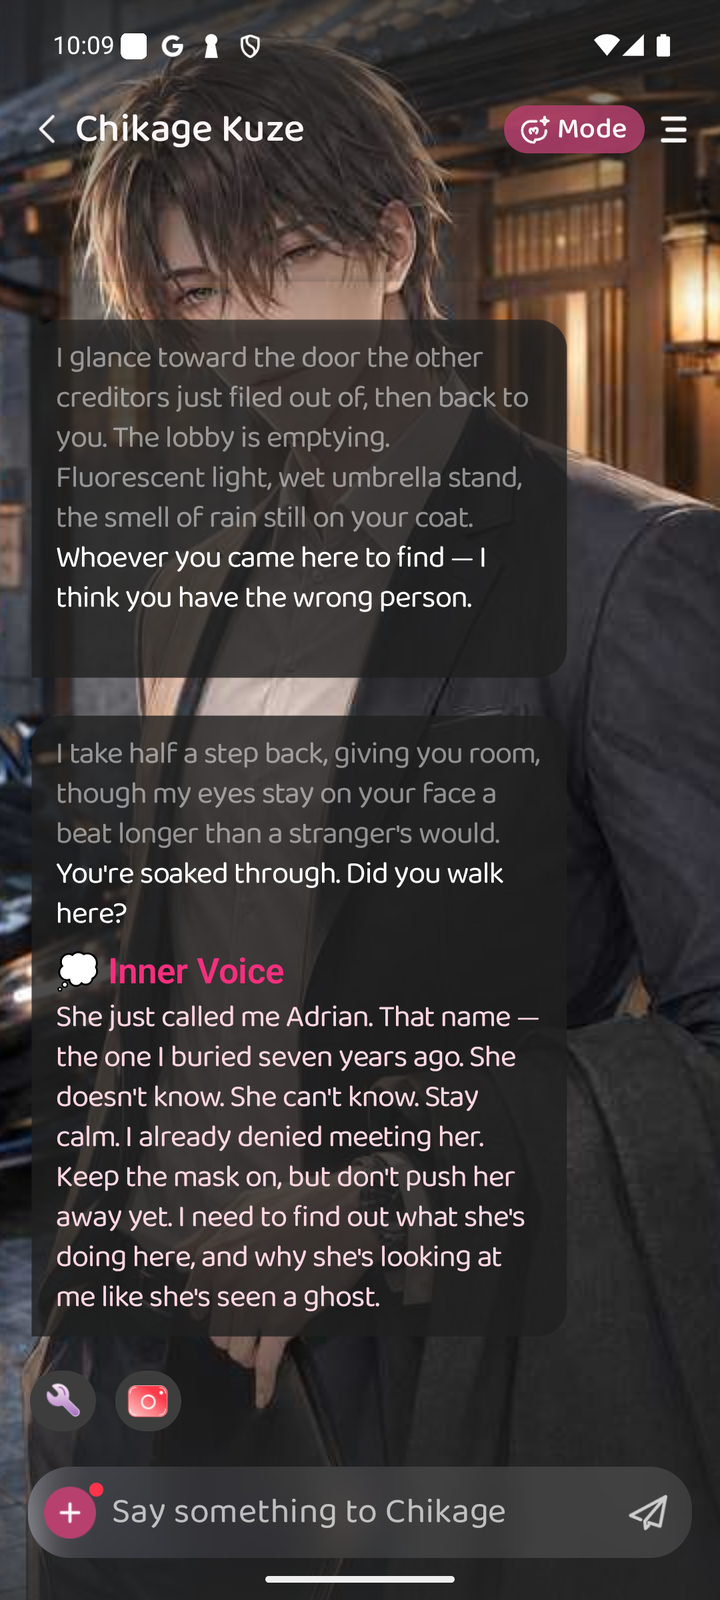 10:09
Chikage Kuze
Mode
I glance toward the door the other
creditors just filed out of, then back to
you. The lobby is emptying.
Fluorescent light, wet umbrella stand,
the smell of rain still on your coat.
Whoever you came here to find — I
think you have the wrong person.
I take half a step back, giving you room,
though my eyes stay on your face a
beat longer than a stranger's would.
You're soaked through. Did you walk
here?
Inner Voice
She just called me Adrian. That name —
the one I buried seven years ago. She
doesn't know. She can't know. Stay
calm. I already denied meeting her.
Keep the mask on, but don't push her
away yet. I need to find out what she's
doing here, and why she's looking at
me like she's seen a ghost.
Say something to Chikage